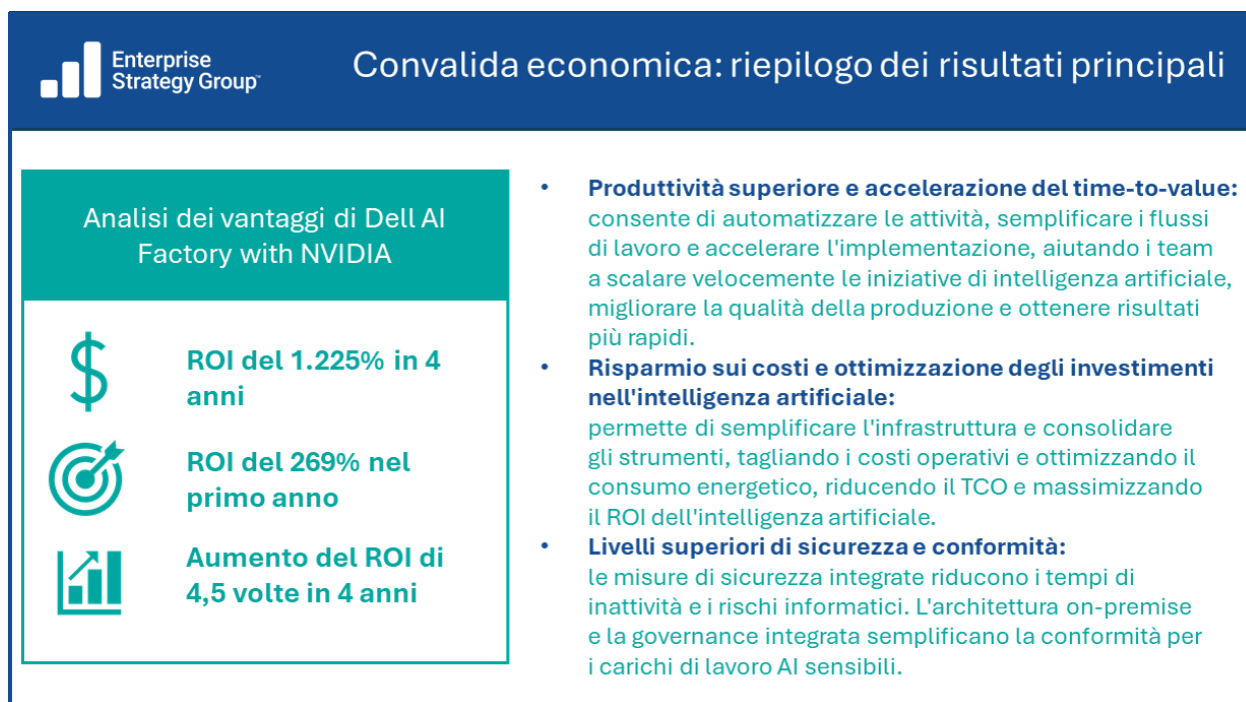 Enterprise
Strategy Group™
Convalida economica: riepilogo dei risultati principali
Analisi dei vantaggi di Dell AI
Factory with NVIDIA
$
ROI del 1.225% in 4
anni
ROI del 269% nel
primo anno
Aumento del ROI di
4,5 volte in 4 anni
• Produttività superiore e accelerazione del time-to-value:
consente di automatizzare le attività, semplificare i flussi
di lavoro e accelerare l'implementazione, aiutando i team
a scalare velocemente le iniziative di intelligenza artificiale,
migliorare la qualità della produzione e ottenere risultati
più rapidi.
• Risparmio sui costi e ottimizzazione degli investimenti
nell'intelligenza artificiale:
permette di semplificare l'infrastruttura e consolidare
gli strumenti, tagliando i costi operativi e ottimizzando il
consumo energetico, riducendo il TCO e massimizzando
il ROI dell'intelligenza artificiale.
• Livelli superiori di sicurezza e conformità:
le misure di sicurezza integrate riducono i tempi di
inattività e i rischi informatici. L'architettura on-premise
e la governance integrata semplificano la conformità per
i carichi di lavoro AI sensibili.